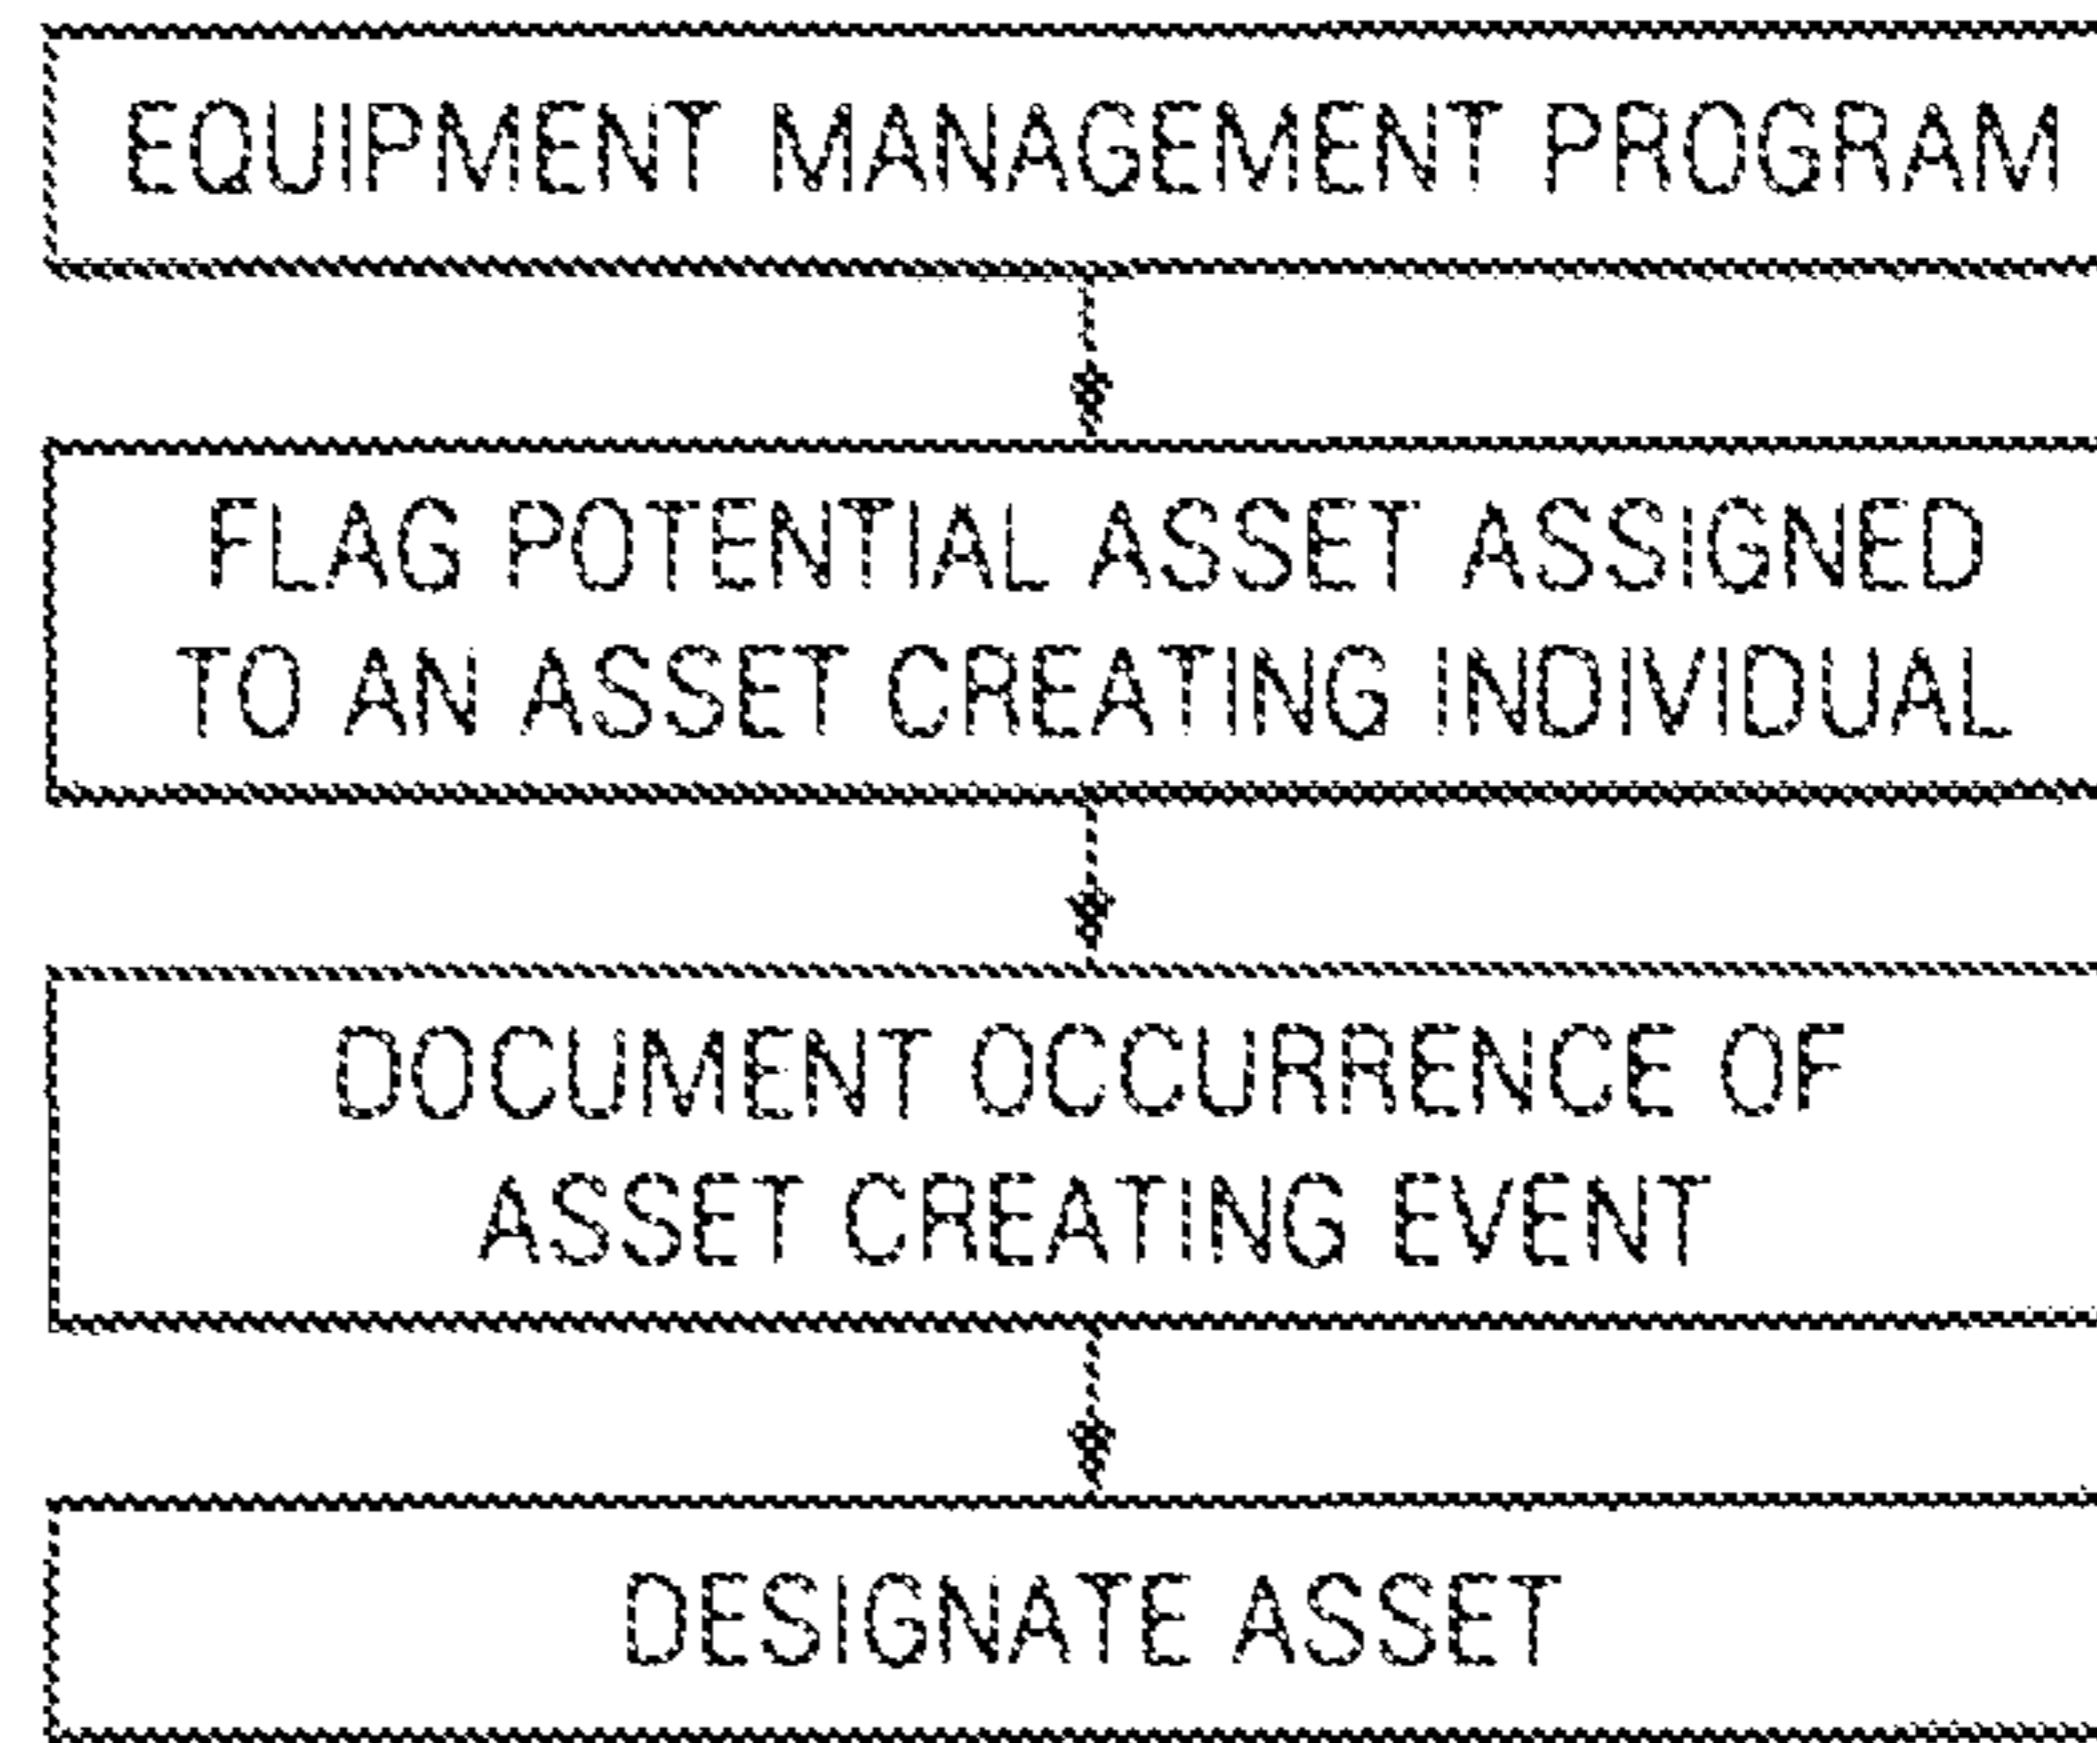 EQUIPMENT MANAGEMENT PROGRAM
FLAG POTENTIAL ASSET ASSIGNED
TO AN ASSET CREATING INDIVIDUAL
DOCUMENT OCCURRENCE OF
ASSET CREATING EVENT
DESIGNATE ASSET